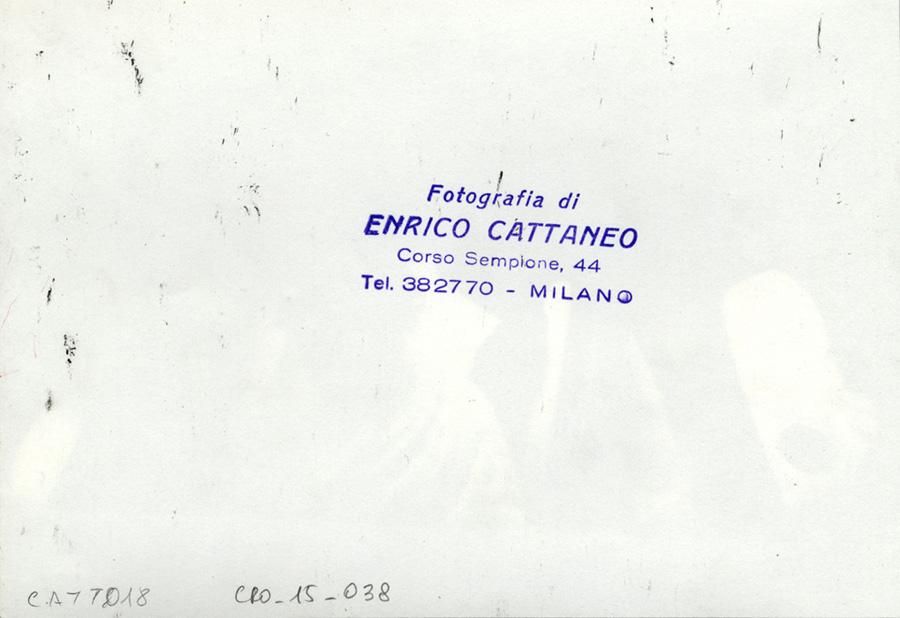 Fotografia di
ENRICO CATTANEO
Corso Sempione, 44
Tel. 382770 - MILANO
CATT018 CRO_15_038